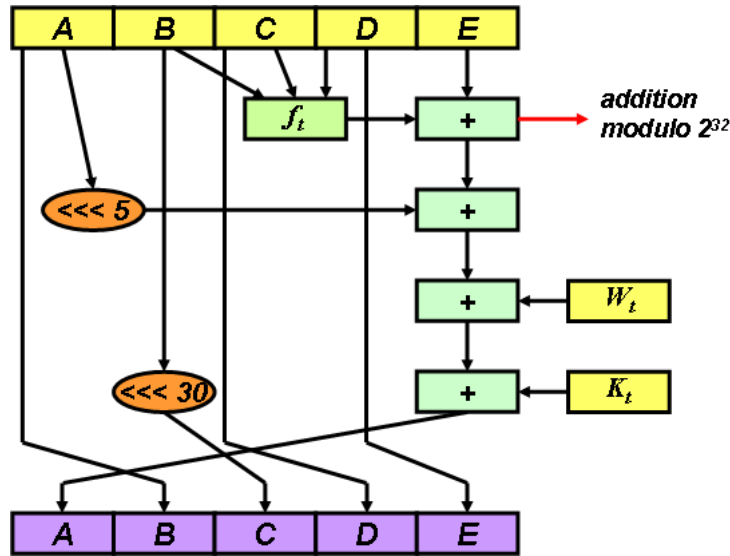 A B C D E
f_t + addition
modulo 2^32
<<< 5 +
+ W_t
<<< 30 + K_t
A B C D E